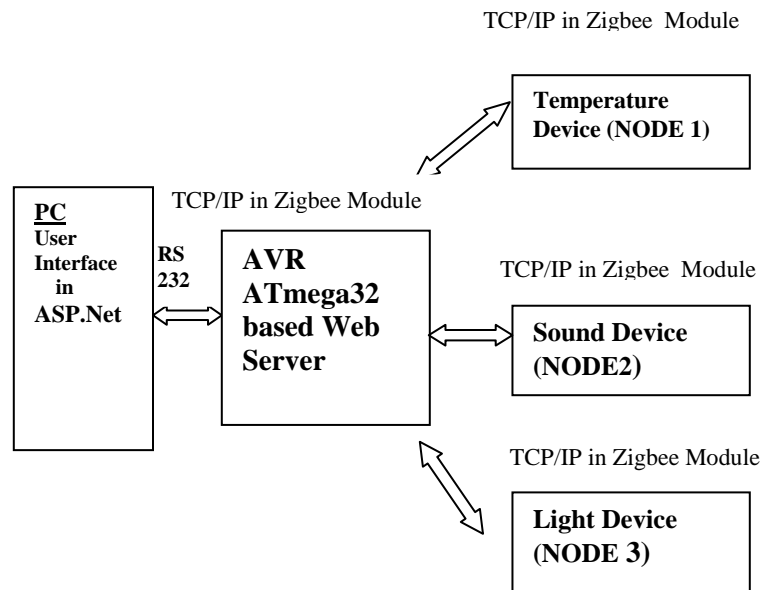 TCP/IP in Zigbee Module
Temperature
Device (NODE 1)
TCP/IP in Zigbee Module
PC
User
Interface
in
ASP.Net
RS
232
AVR
ATmega32
based Web
Server
TCP/IP in Zigbee Module
Sound Device
(NODE2)
TCP/IP in Zigbee Module
Light Device
(NODE 3)